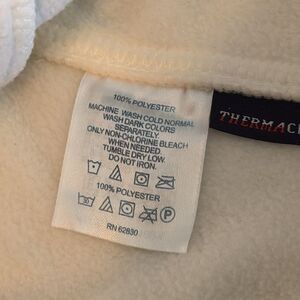 100% POLYESTER
MACHINE WASH COLD NORMAL
WASH DARK COLORS
SEPARATELY.
ONLY NON-CHLORINE BLEACH
WHEN NEEDED.
TUMBLE DRY LOW.
DO NOT IRON.
100% POLYESTER
P
RN 62830
THERMAC